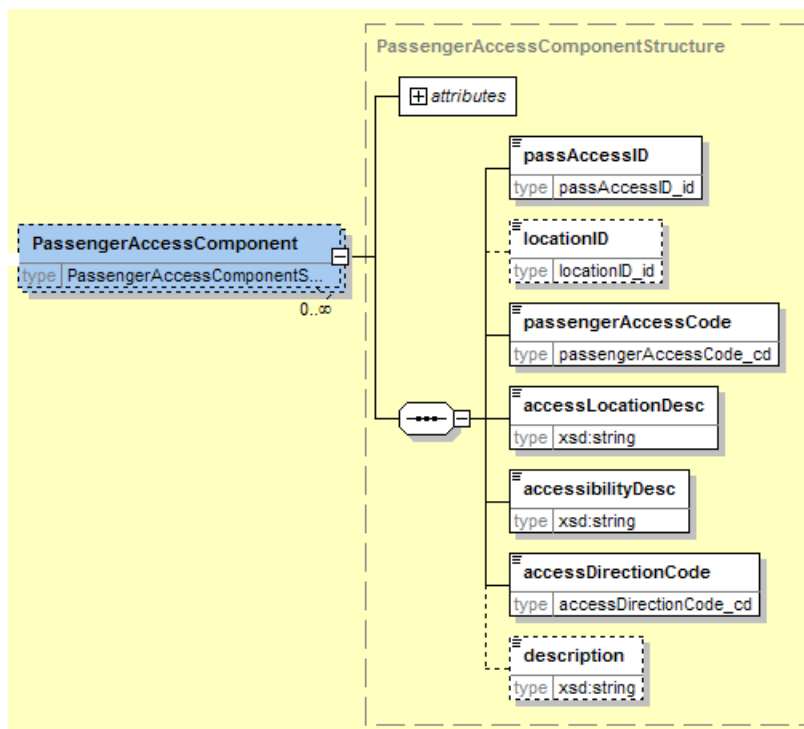 PassengerAccessComponentStructure
attributes
passAccessID
type passAccessID_id
PassengerAccessComponent
type PassengerAccessComponentS...
0..∞
locationID
type locationID_id
passengerAccessCode
type passengerAccessCode_cd
accessLocationDesc
type xsd:string
accessibilityDesc
type xsd:string
accessDirectionCode
type accessDirectionCode_cd
description
type xsd:string